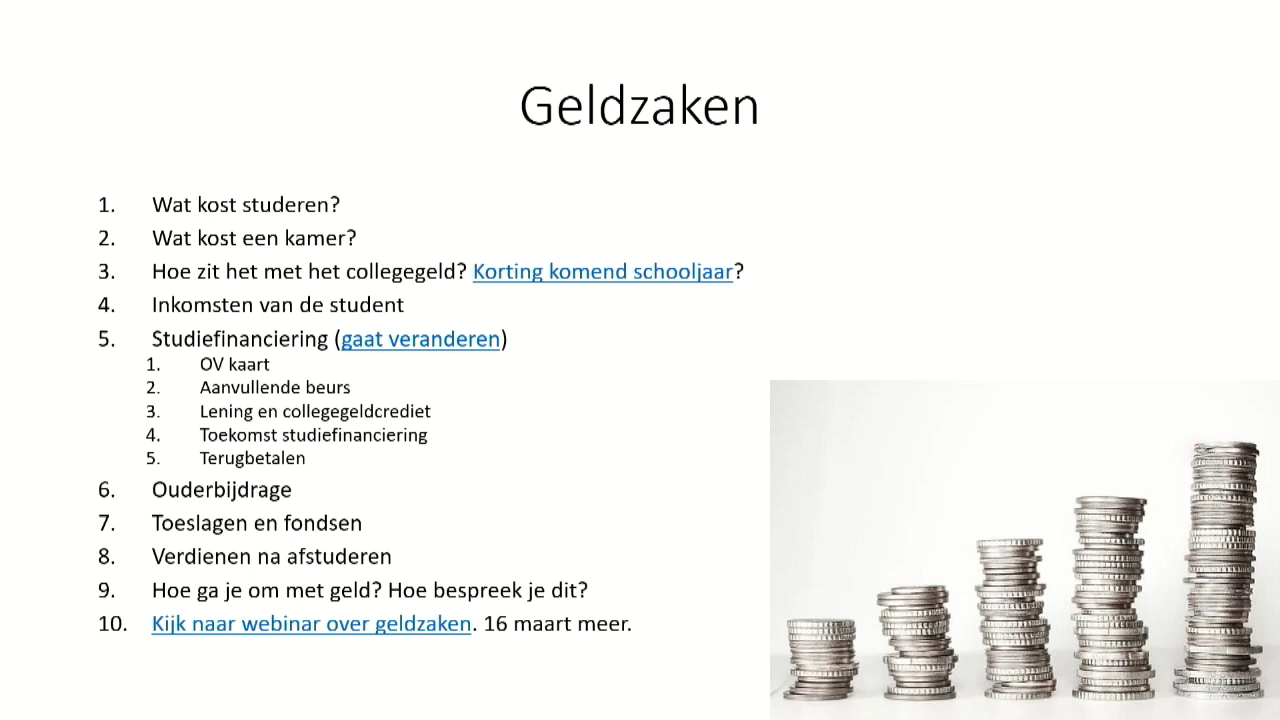 Geldzaken
1. Wat kost studeren?
2. Wat kost een kamer?
3. Hoe zit het met het collegegeld? Korting komend schooljaar?
4. Inkomsten van de student
5. Studiefinanciering (gaat veranderen)
1. OV kaart
2. Aanvullende beurs
3. Lening en collegegeldcrediet
4. Toekomst studiefinanciering
5. Terugbetalen
6. Ouderbijdrage
7. Toeslagen en fondsen
8. Verdienen na afstuderen
9. Hoe ga je om met geld? Hoe bespreek je dit?
10. Kijk naar webinar over geldzaken. 16 maart meer.